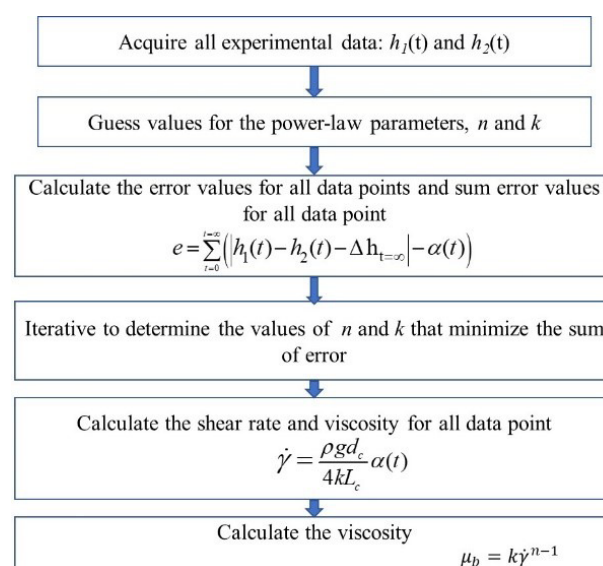 Acquire all experimental data: h₁(t) and h₂(t)
Guess values for the power-law parameters, n and k
Calculate the error values for all data points and sum error values
for all data point
e = ∑_{t=0}^{t=∞} (|h₁(t) − h₂(t) − Δh_{t=∞}| − α(t))
Iterative to determine the values of n and k that minimize the sum
of error
Calculate the shear rate and viscosity for all data point
γ̇ = (ρgd_c / 4kL_c) α(t)
Calculate the viscosity
μ_b = kγ̇^{n−1}